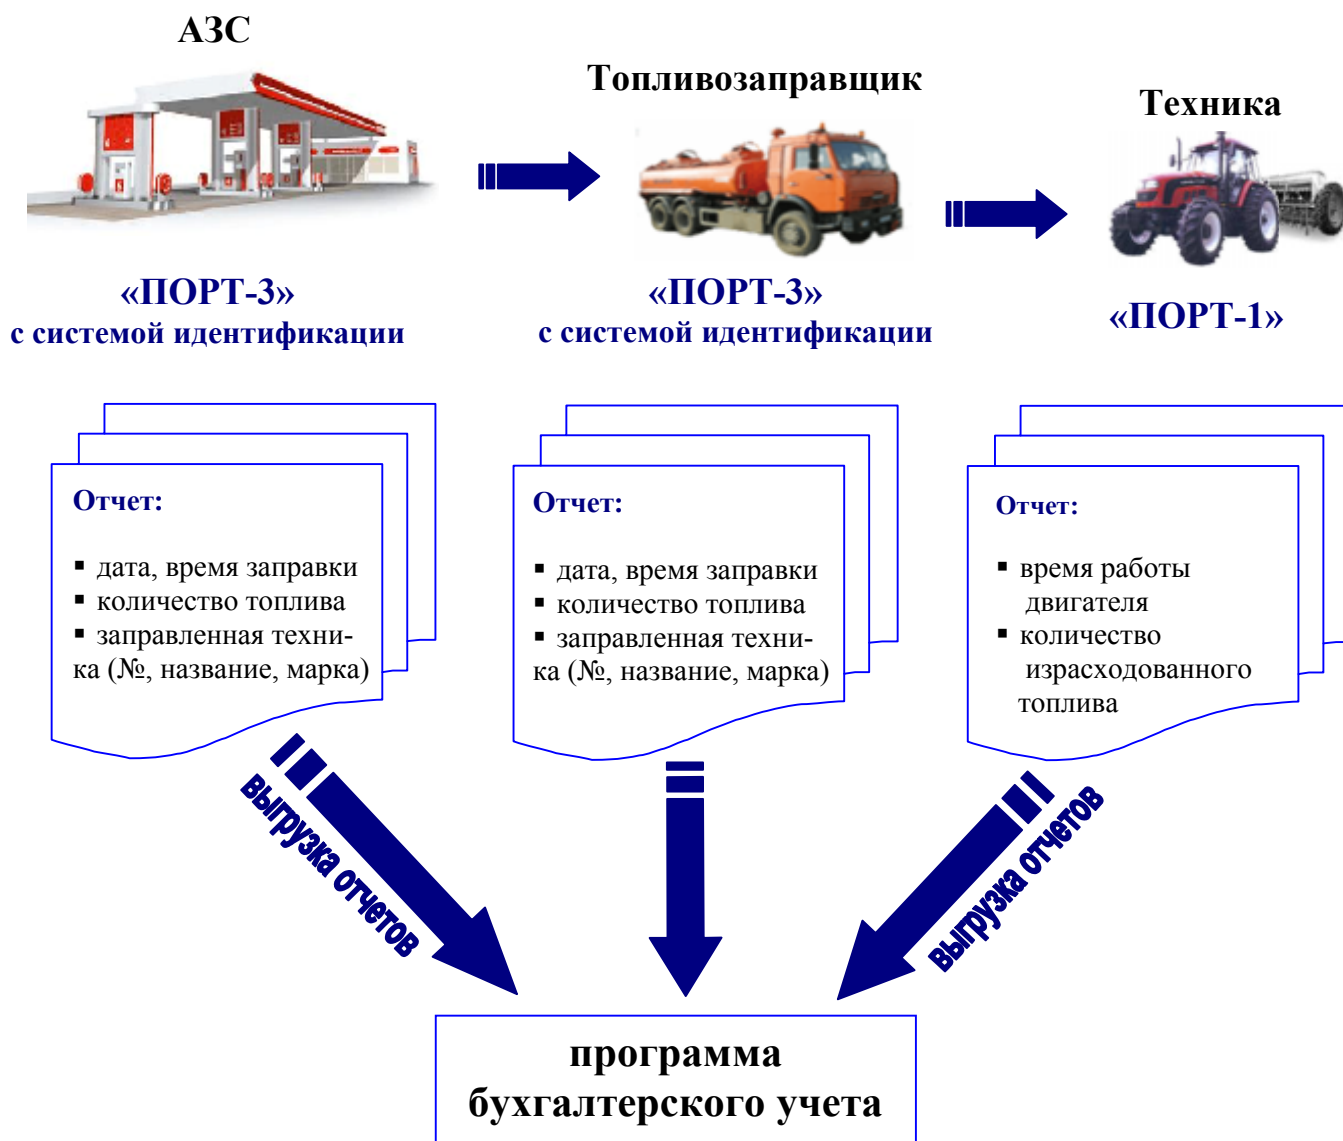 АЗС
Топливозаправщик
Техника
«ПОРТ-3»
с системой идентификации
«ПОРТ-3»
с системой идентификации
«ПОРТ-1»
Отчет:
▪ дата, время заправки
▪ количество топлива
▪ заправленная техни-
ка (№, название, марка)
Отчет:
▪ дата, время заправки
▪ количество топлива
▪ заправленная техни-
ка (№, название, марка)
Отчет:
▪ время работы
двигателя
▪ количество
израсходованного
топлива
выгрузка отчетов
выгрузка отчетов
программа
бухгалтерского учета